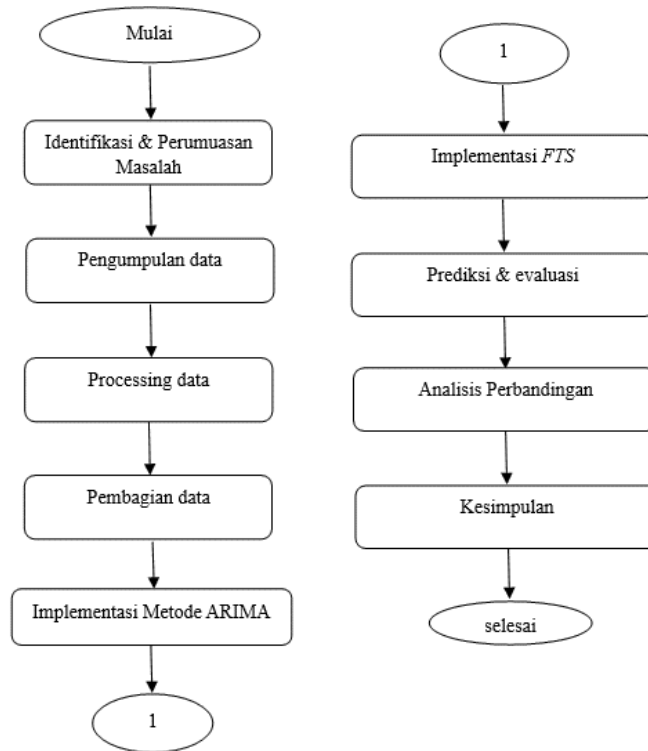 Mulai
Identifikasi & Perumuasan
Masalah
Pengumpulan data
Processing data
Pembagian data
Implementasi Metode ARIMA
1
1
Implementasi FTS
Prediksi & evaluasi
Analisis Perbandingan
Kesimpulan
selesai